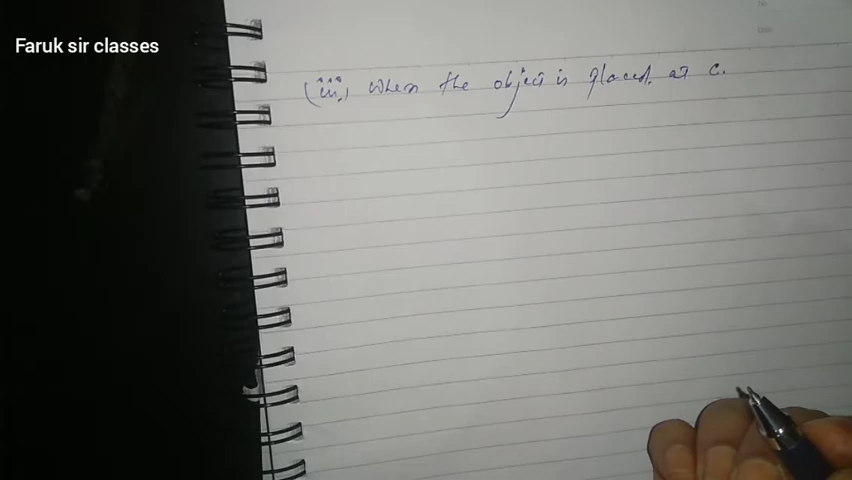 Faruk sir classes
(iii) When the object is placed at C.